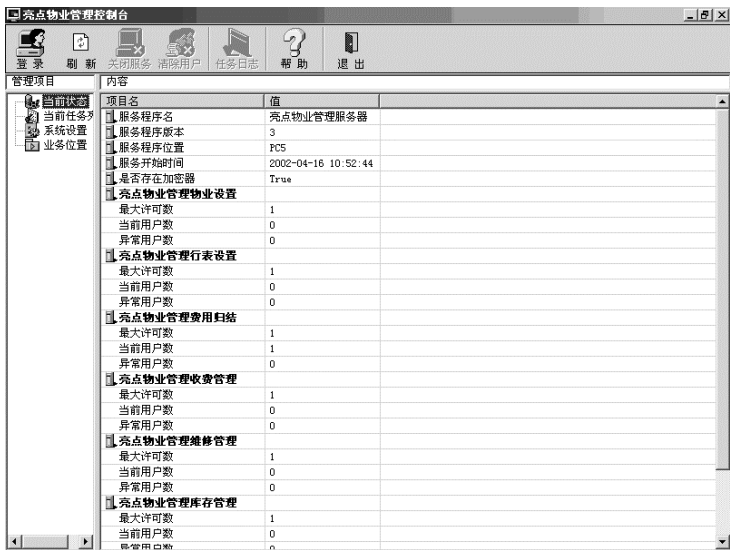 亮点物业管理控制台
登 录 刷 新 关闭服务 清除用户 任务日志 帮 助 退 出
管理项目 内容
当前状态
当前任务列
系统设置
业务位置
项目名 值
服务程序名 亮点物业管理服务器
服务程序版本 3
服务程序位置 PC5
服务开始时间 2002-04-16 10:52:44
是否存在加密器 True
亮点物业管理物业设置
最大许可数 1
当前用户数 0
异常用户数 0
亮点物业管理行表设置
最大许可数 1
当前用户数 0
异常用户数 0
亮点物业管理费用归结
最大许可数 1
当前用户数 1
异常用户数 0
亮点物业管理收费管理
最大许可数 1
当前用户数 0
异常用户数 0
亮点物业管理维修管理
最大许可数 1
当前用户数 0
异常用户数 0
亮点物业管理库存管理
最大许可数 1
当前用户数 0
异常用户数 0